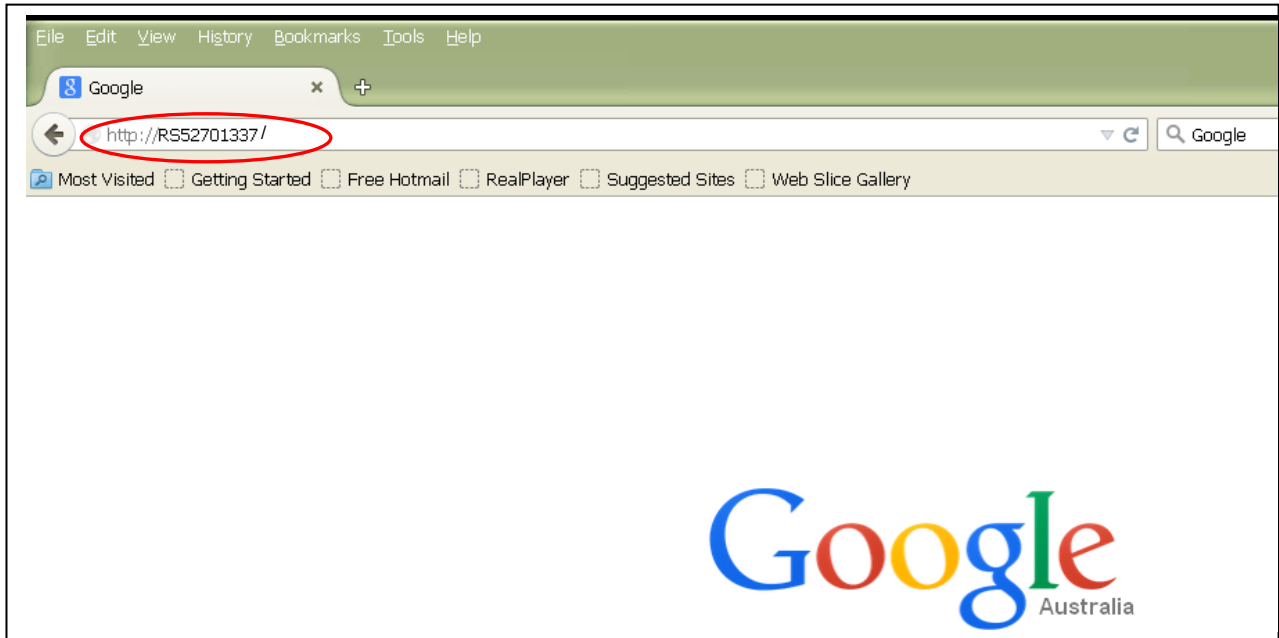 File Edit View History Bookmarks Tools Help
8 Google
http://RS52701337/ Google
Most Visited Getting Started Free Hotmail RealPlayer Suggested Sites Web Slice Gallery
Google
Australia